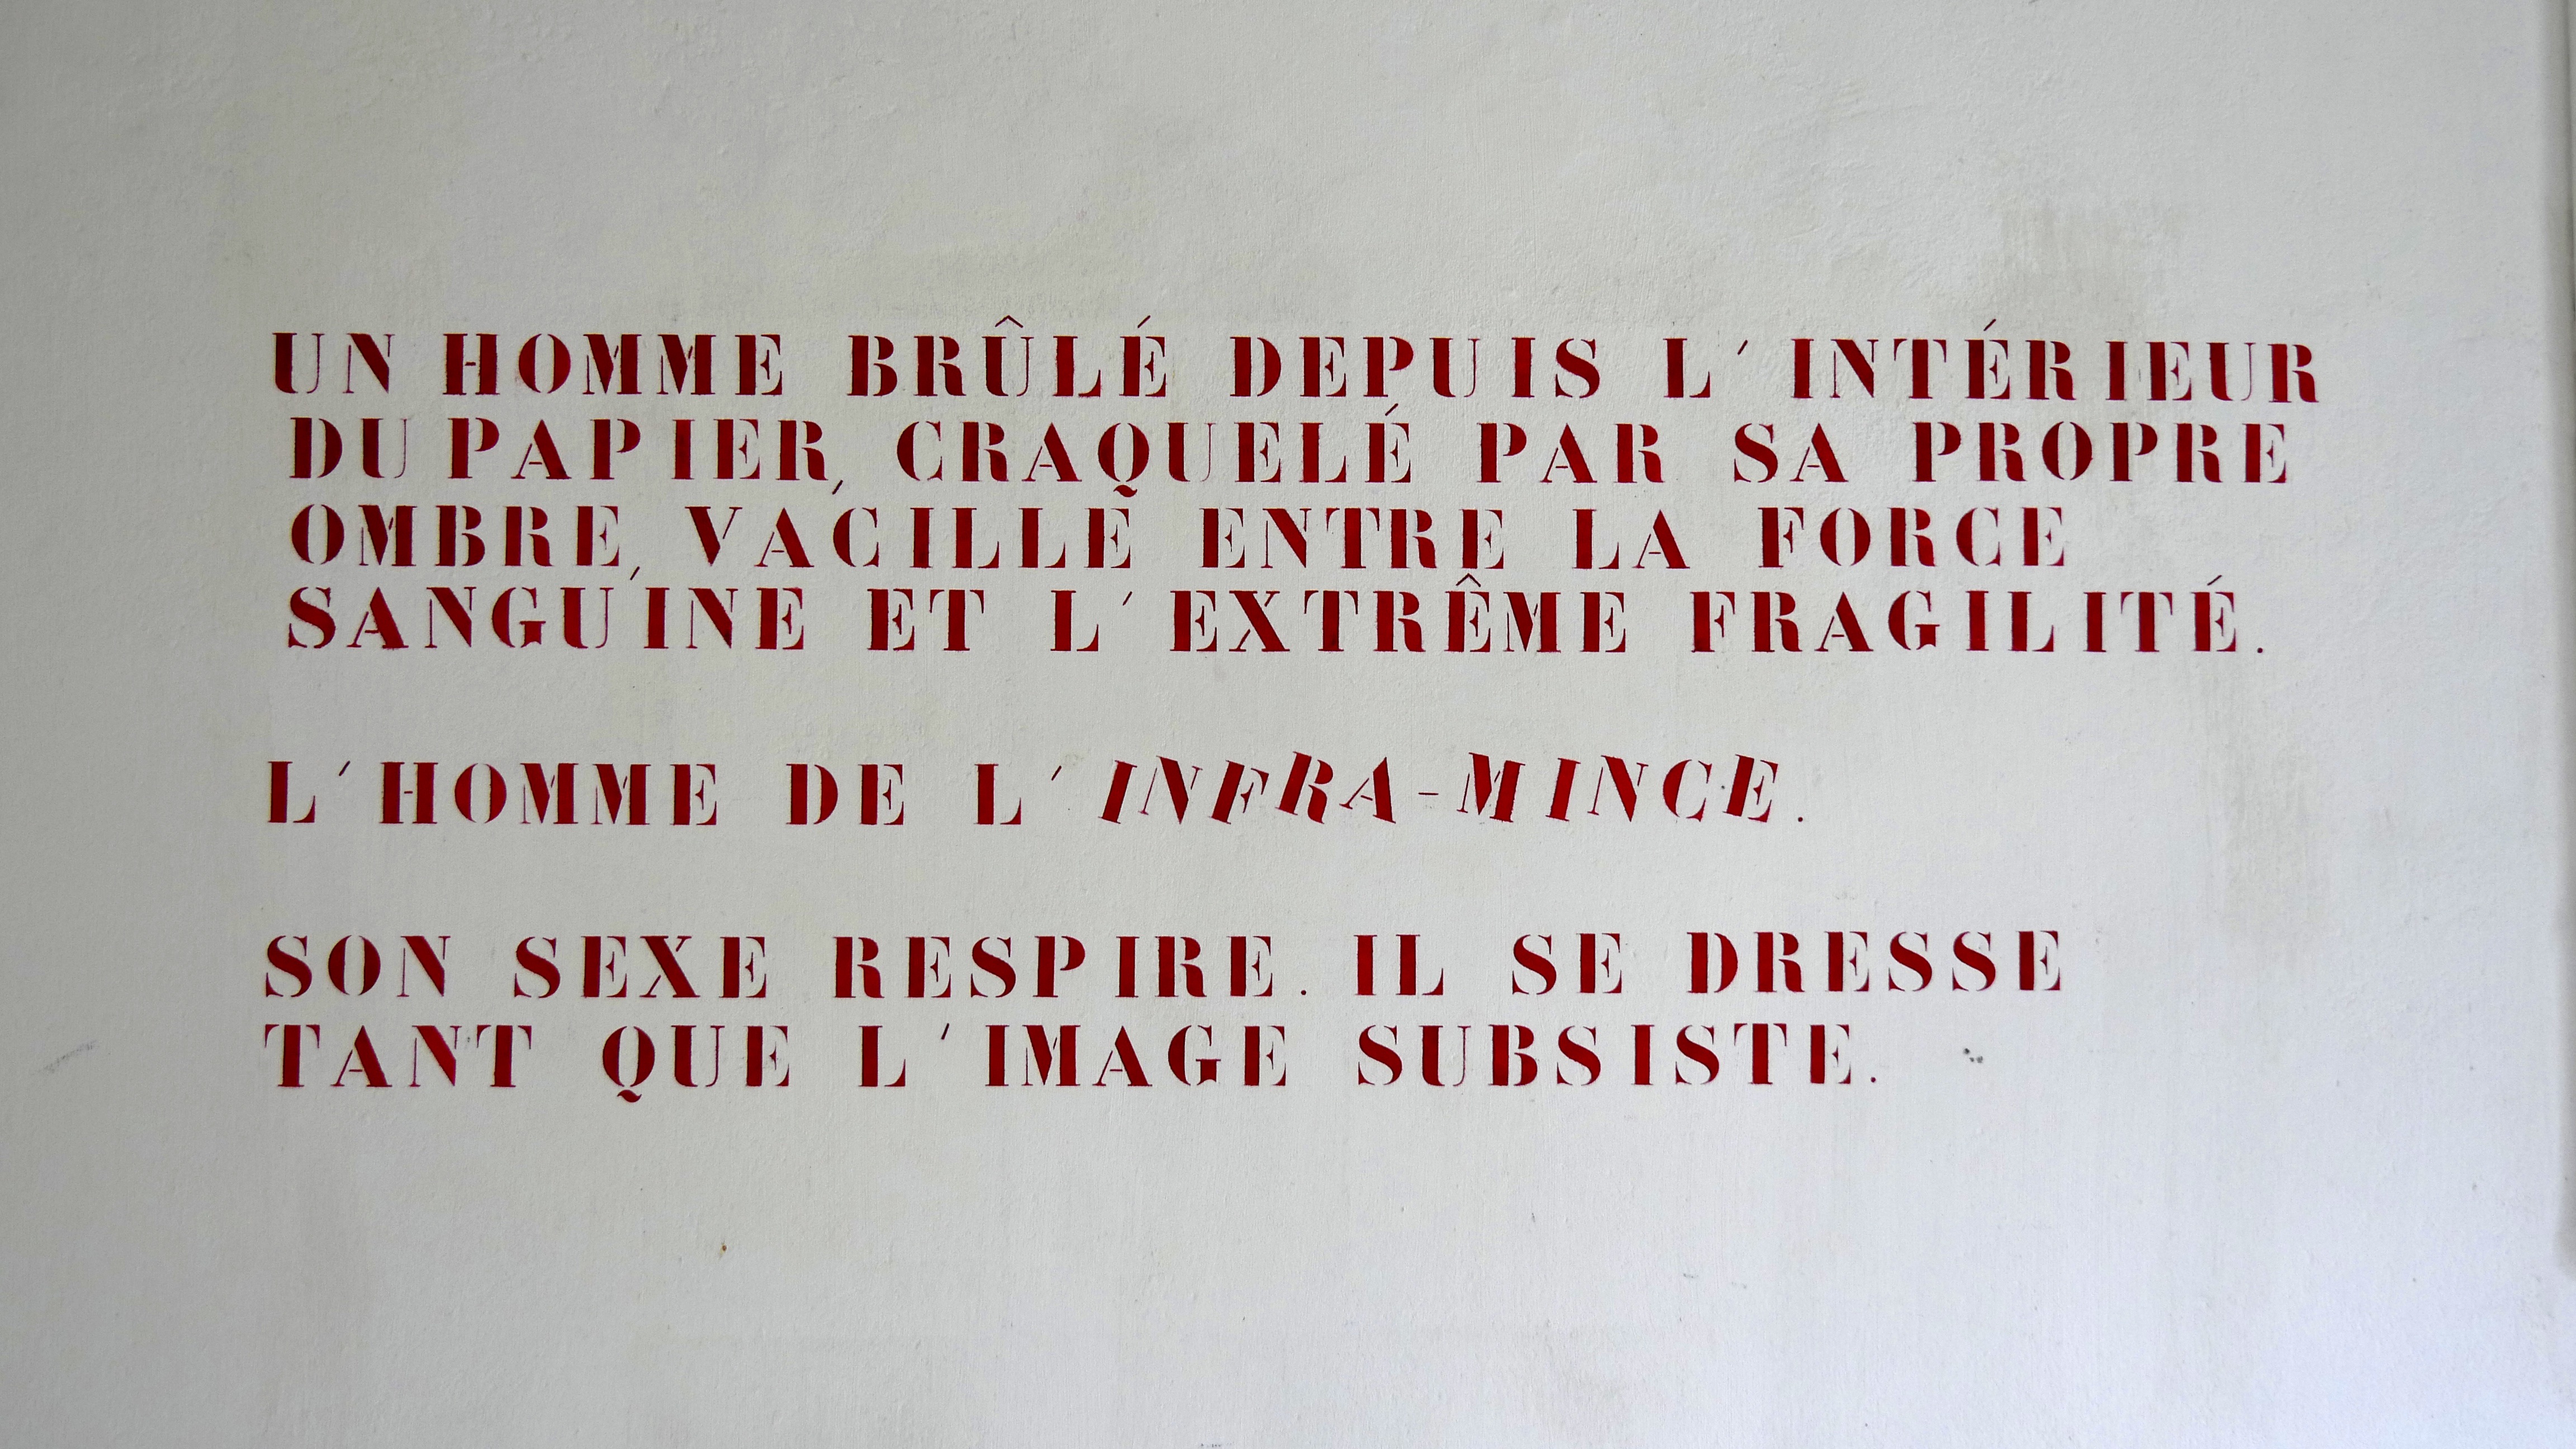 UN HOMME BRÛLÉ DEPUIS L'INTÉRIEUR
DU PAPIER, CRAQUELÉ PAR SA PROPRE
OMBRE, VACILLE ENTRE LA FORCE
SANGUINE ET L'EXTRÊME FRAGILITÉ.
L'HOMME DE L'INFRA-MINCE.
SON SEXE RESPIRE. IL SE DRESSE
TANT QUE L'IMAGE SUBSISTE.